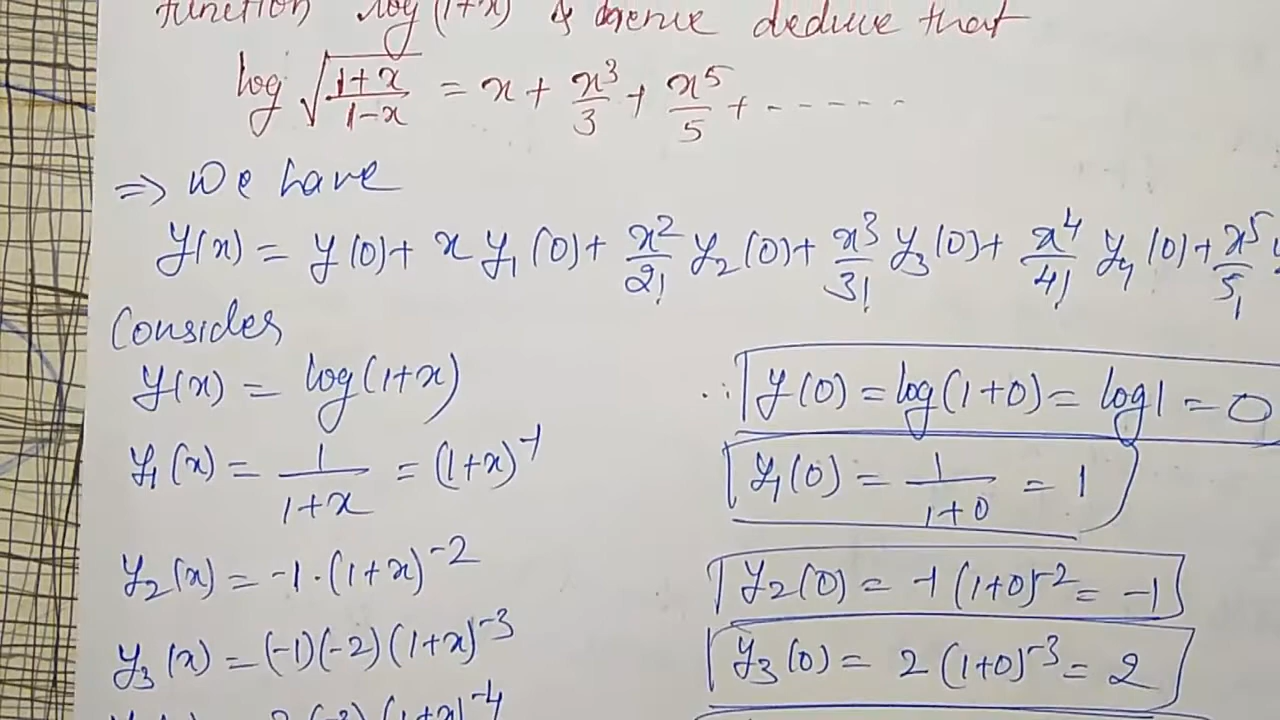 function log(1+x) & hence deduce that
log √(1+x / 1-x) = x + x³/3 + x⁵/5 + - - - - - -
⇒ We have
y(x) = y(0) + x y₁(0) + x²/2! y₂(0) + x³/3! y₃(0) + x⁴/4! y₄(0) + x⁵/5!
Consider
y(x) = log(1+x) ∴ y(0) = log(1+0) = log1 = 0
y₁(x) = 1/1+x = (1+x)⁻¹ y₁(0) = 1/1+0 = 1
y₂(x) = -1·(1+x)⁻² y₂(0) = -1(1+0)⁻² = -1
y₃(x) = (-1)(-2)(1+x)⁻³ y₃(0) = 2(1+0)⁻³ = 2
(1+x)⁻⁴